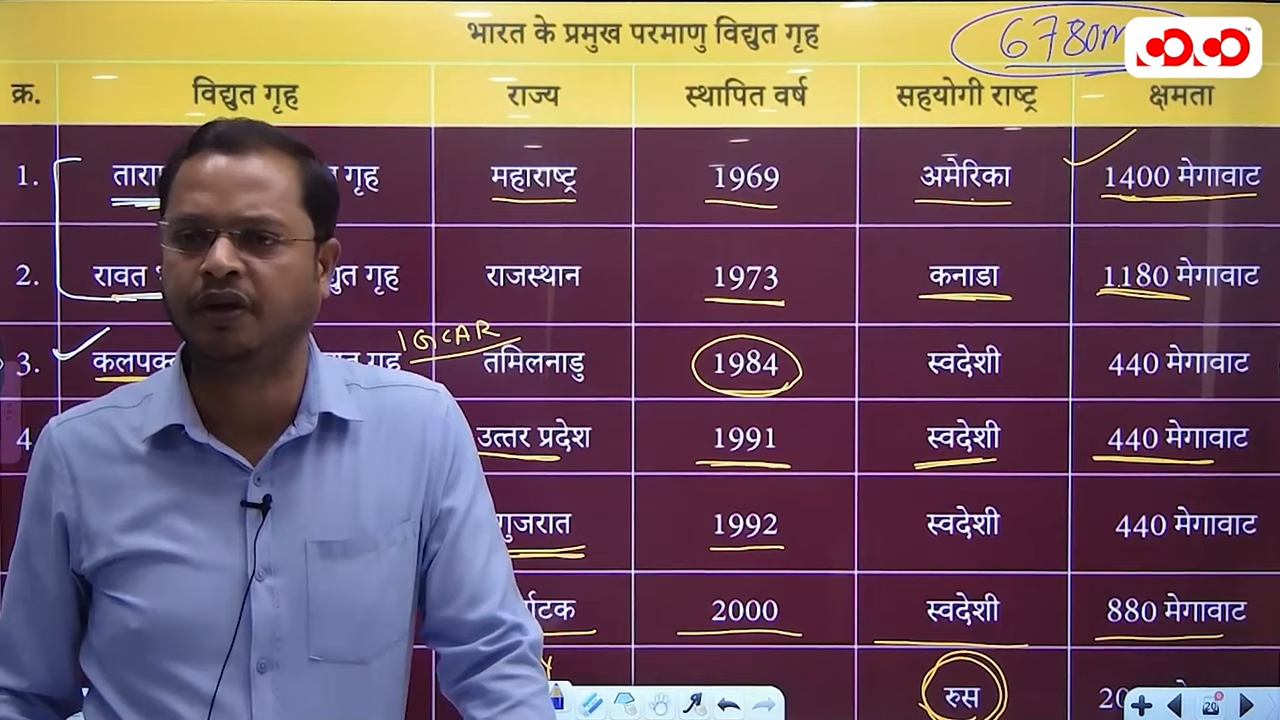 भारत के प्रमुख परमाणु विद्युत गृह 6780m
क्र. विद्युत गृह राज्य स्थापित वर्ष सहयोगी राष्ट्र क्षमता
1. तारा गृह महाराष्ट्र 1969 अमेरिका 1400 मेगावाट
2. रावत गृह राजस्थान 1973 कनाडा 1180 मेगावाट
IGCAR
3. गृह तमिलनाडु 1984 स्वदेशी 440 मेगावाट
4 उत्तर प्रदेश 1991 स्वदेशी 440 मेगावाट
गुजरात 1992 स्वदेशी 440 मेगावाट
र्नाटक 2000 स्वदेशी 880 मेगावाट
रुस 20
20